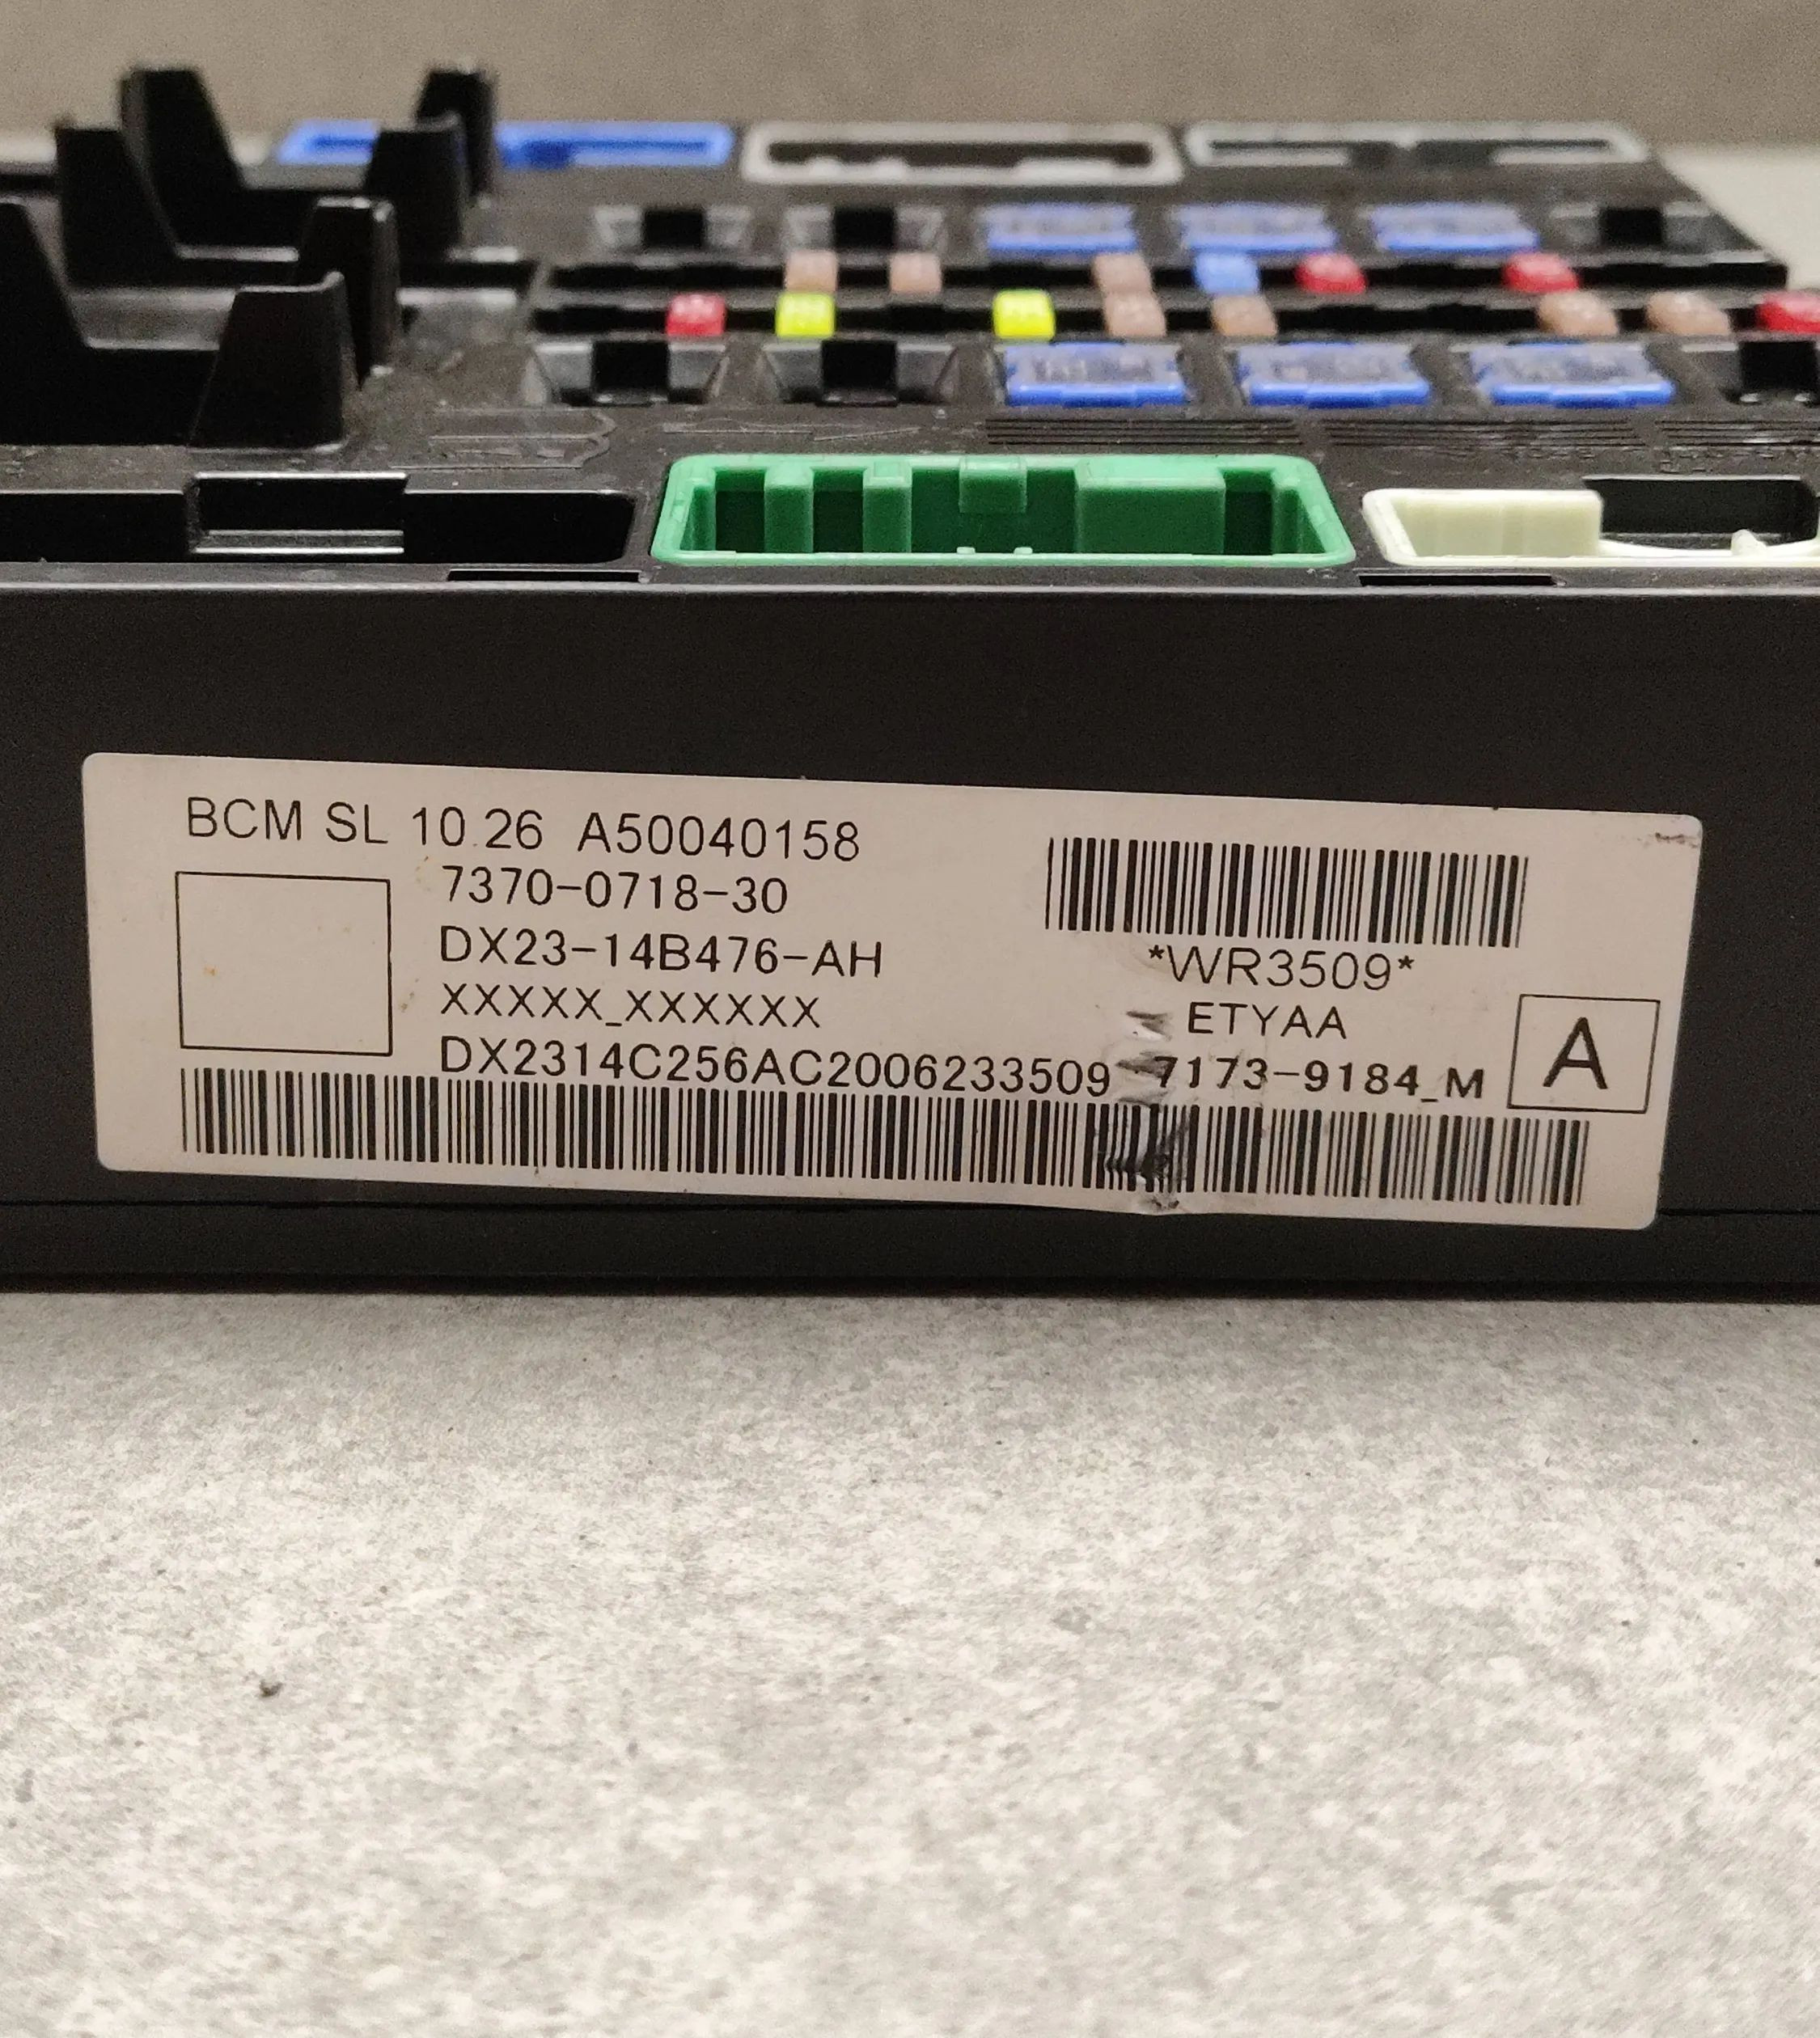 BCM SL 10.26 A50040158
7370-0718-30
DX23-14B476-AH
XXXXX_XXXXXX
DX2314C256AC2006233509
*WR3509*
ETYAA
7173-9184_M
A